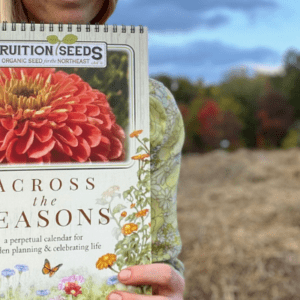 RUITION SEEDS
ORGANIC SEED for the NORTHEAST
ACROSS
the
EASONS
a perpetual calendar for
den planning & celebrating life